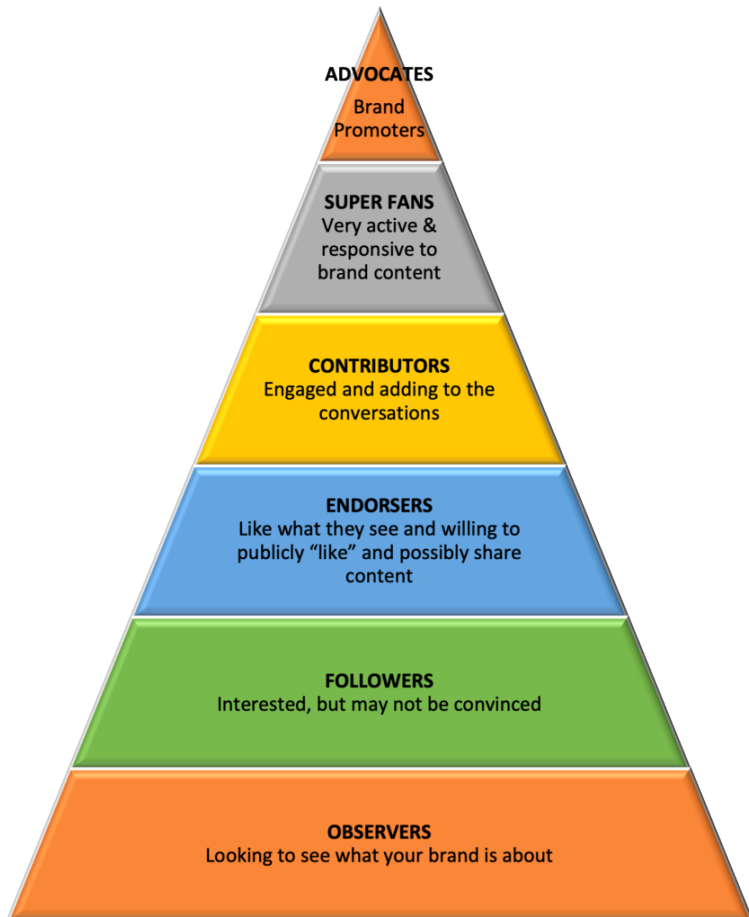 ADVOCATES
Brand
Promoters
SUPER FANS
Very active &
responsive to
brand content
CONTRIBUTORS
Engaged and adding to the
conversations
ENDORSERS
Like what they see and willing to
publicly “like” and possibly share
content
FOLLOWERS
Interested, but may not be convinced
OBSERVERS
Looking to see what your brand is about